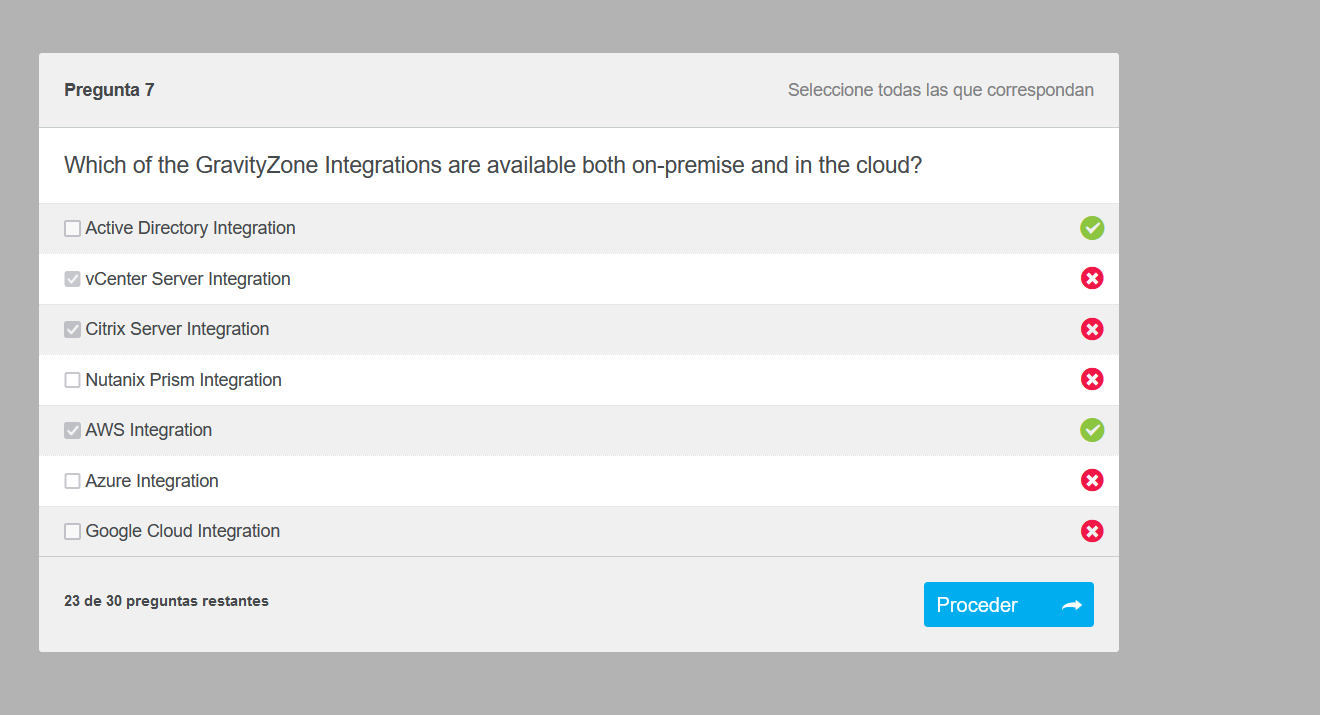 Pregunta 7
Seleccione todas las que correspondan
Which of the GravityZone Integrations are available both on-premise and in the cloud?
Active Directory Integration
vCenter Server Integration
Citrix Server Integration
Nutanix Prism Integration
AWS Integration
Azure Integration
Google Cloud Integration
23 de 30 preguntas restantes
Proceder